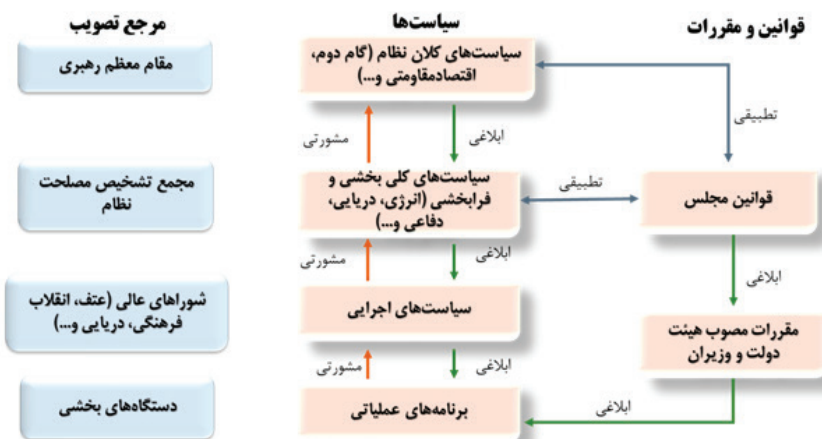 قوانین و مقررات
سیاست‌ها
مرجع تصویب
سیاست‌های کلان نظام (گام دوم،
اقتصادمقاومتی و...)
مقام معظم رهبری
تطبیقی
ابلاغی
مشورتی
قوانین مجلس
تطبیقی
سیاست‌های کلی بخشی و
فرابخشی (انرژی، دریایی،
دفاعی و...)
مجمع تشخیص مصلحت
نظام
ابلاغی
ابلاغی
مشورتی
مقررات مصوب هیئت
دولت و وزیران
سیاست‌های اجرایی
شوراهای عالی (عتف، انقلاب
فرهنگی، دریایی و...)
ابلاغی
مشورتی
ابلاغی
برنامه‌های عملیاتی
دستگاه‌های بخشی